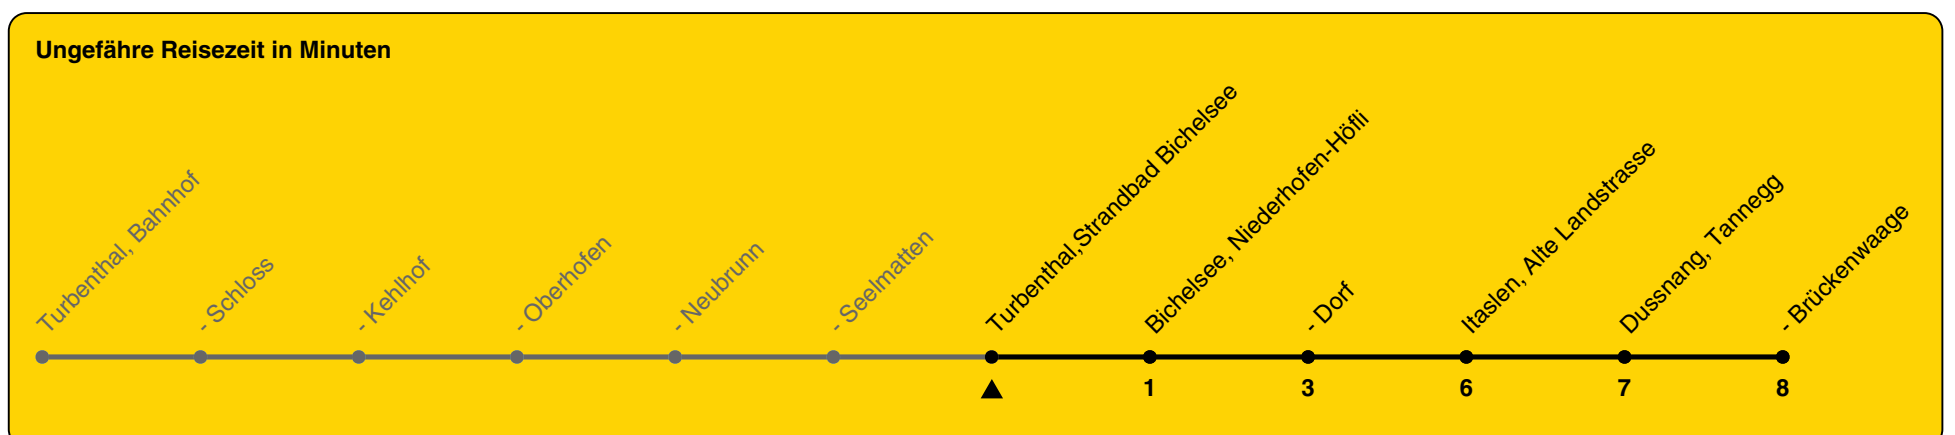 Ungefähre Reisezeit in Minuten
Turbenthal, Bahnhof
- Schloss
- Kehlhof
- Oberhofen
- Neubrunn
- Seelmatten
Turbenthal,Strandbad Bichelsee
Bichelsee, Niederhofen-Höfli
- Dorf
Itaslen, Alte Landstrasse
Dussnang, Tannegg
- Brückenwaage
1 3 6 7 8